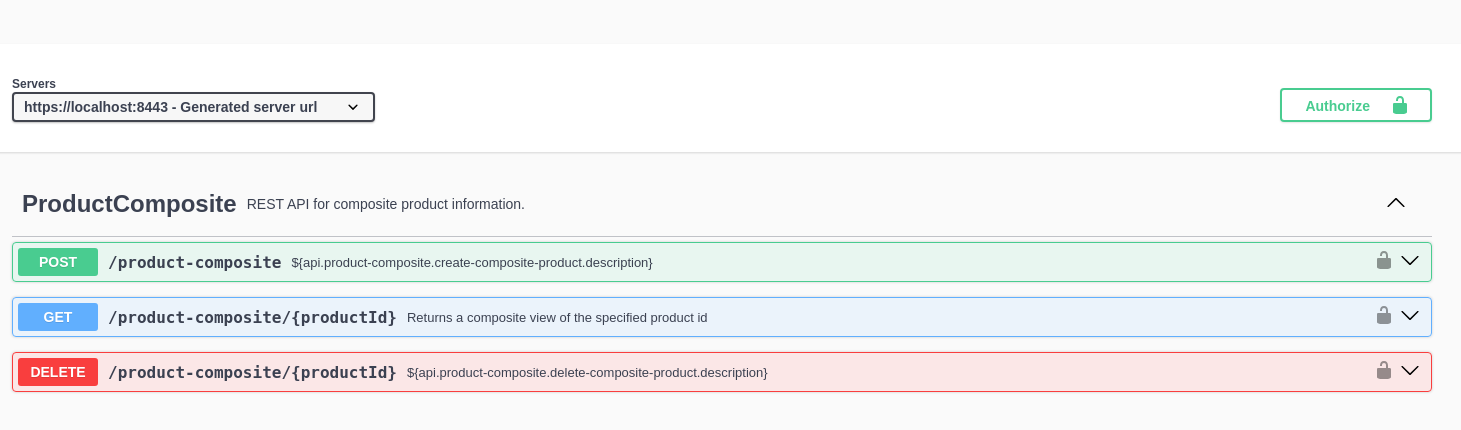 Servers
https://localhost:8443 - Generated server url
Authorize
ProductComposite REST API for composite product information.
POST /product-composite ${api.product-composite.create-composite-product.description}
GET /product-composite/{productId} Returns a composite view of the specified product id
DELETE /product-composite/{productId} ${api.product-composite.delete-composite-product.description}